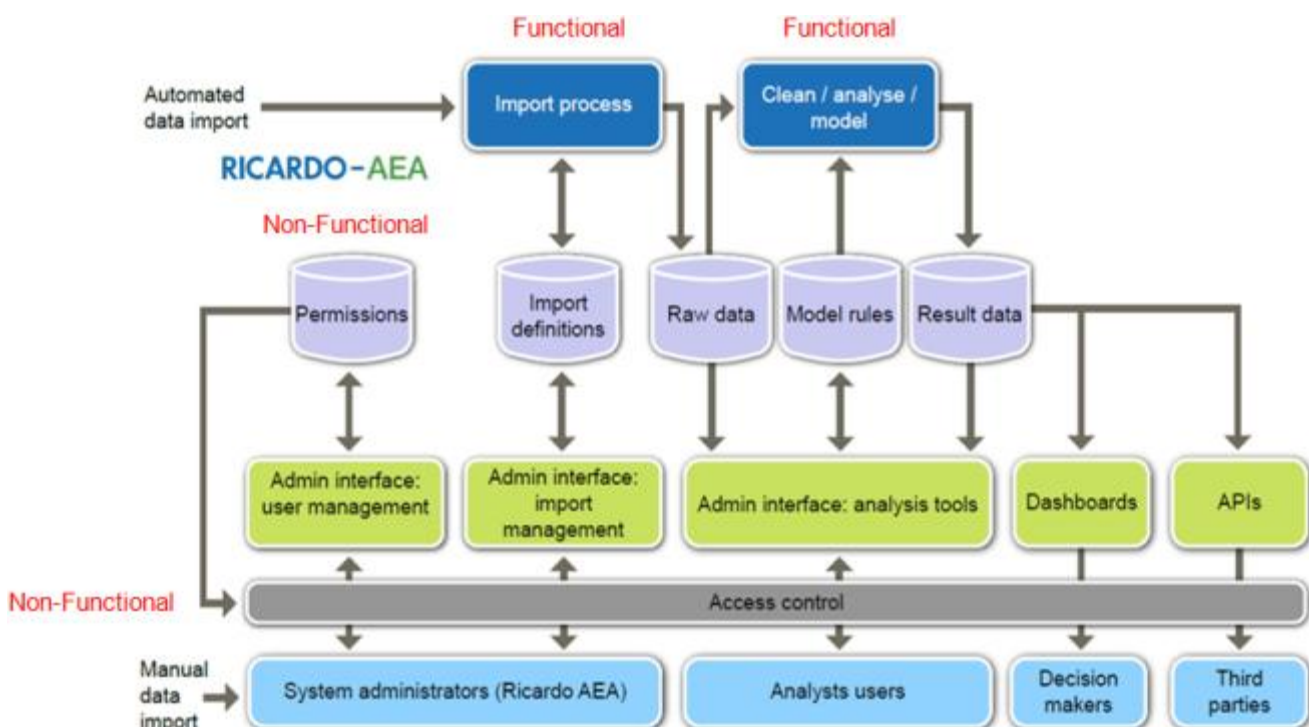 Functional
Functional
Automated
data import
Import process
Clean / analyse /
model
RICARDO-AEA
Non-Functional
Permissions
Import
definitions
Raw data
Model rules
Result data
Admin interface:
user management
Admin interface:
import
management
Admin interface: analysis tools
Dashboards
APIs
Non-Functional
Access control
Manual
data
import
System administrators (Ricardo AEA)
Analysts users
Decision
makers
Third
parties